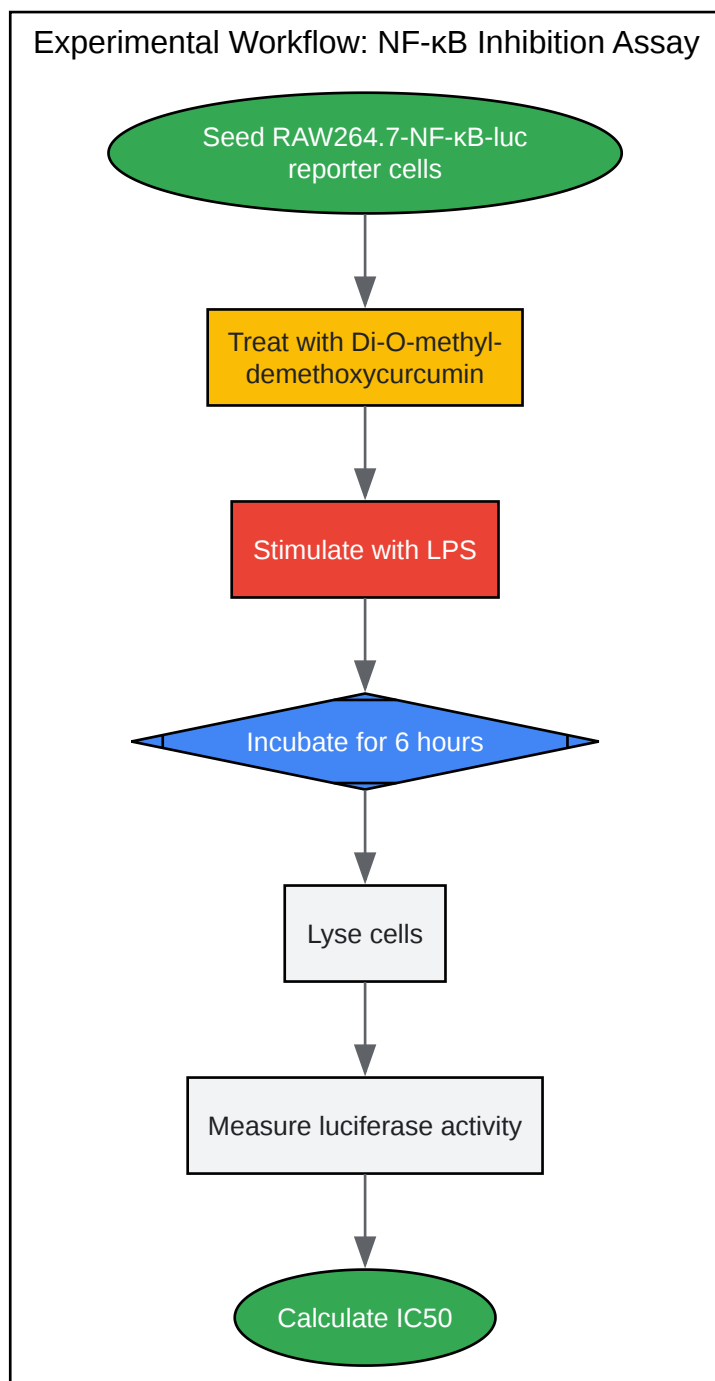 Experimental Workflow: NF-κB Inhibition Assay
Seed RAW264.7-NF-κB-luc
reporter cells
Treat with Di-O-methyl-
demethoxycurcumin
Stimulate with LPS
Incubate for 6 hours
Lyse cells
Measure luciferase activity
Calculate IC50